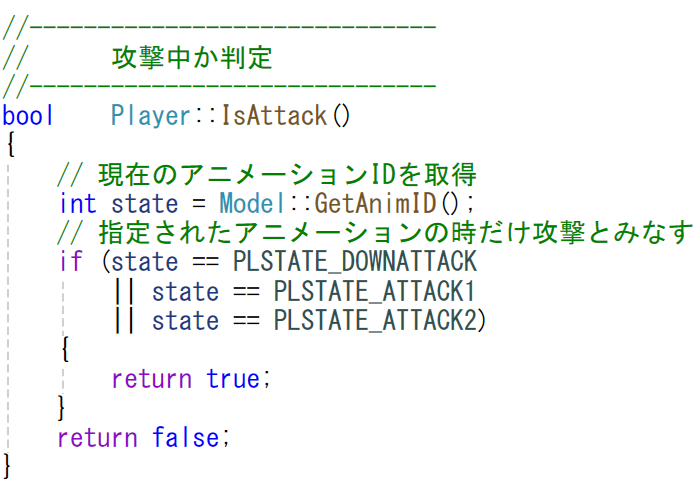 //------------------------------
//      攻撃中か判定
//------------------------------
bool    Player::IsAttack()
{
    // 現在のアニメーションIDを取得
    int state = Model::GetAnimID();
    // 指定されたアニメーションの時だけ攻撃とみなす
    if (state == PLSTATE_DOWNATTACK
        || state == PLSTATE_ATTACK1
        || state == PLSTATE_ATTACK2)
    {
        return true;
    }
    return false;
}